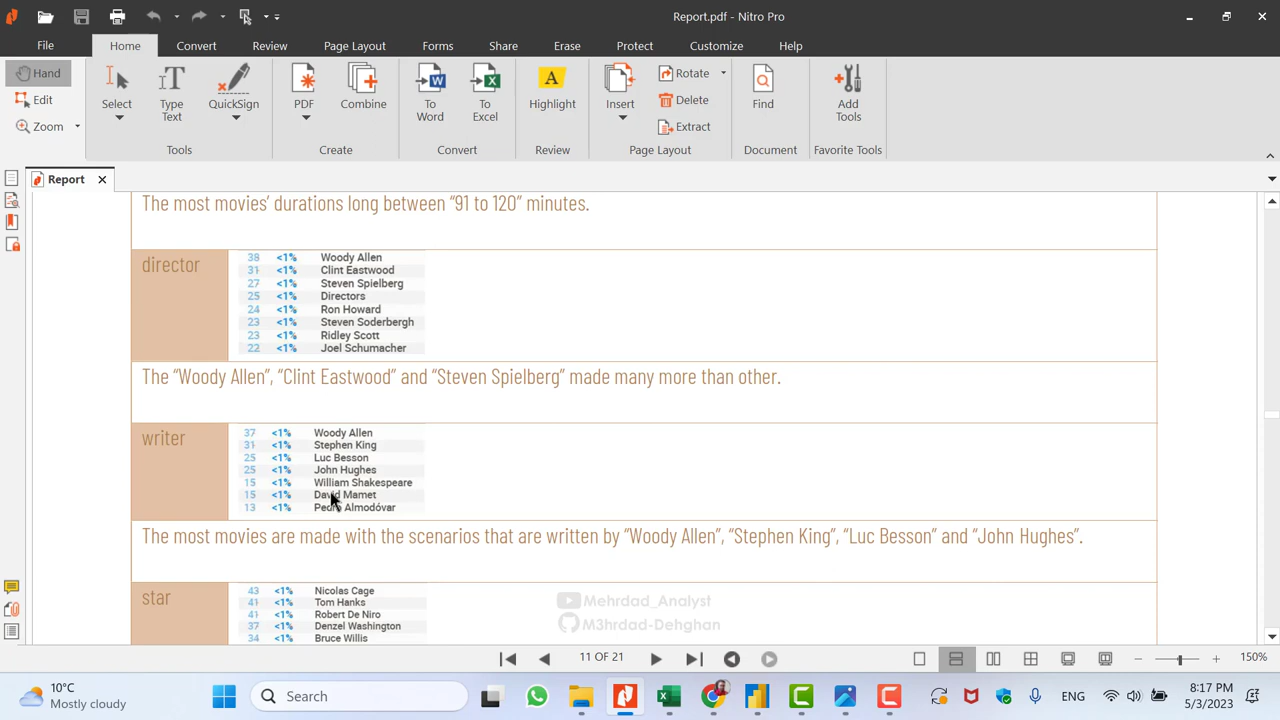 Report.pdf - Nitro Pro
File Home Convert Review Page Layout Forms Share Erase Protect Customize Help
Hand
Edit
Zoom
Select
Type Text
QuickSign
Tools
PDF
Combine
Create
To Word
To Excel
Convert
A
Highlight
Review
Insert
Rotate
Delete
Extract
Page Layout
Find
Document
Add Tools
Favorite Tools
Report
The most movies’ durations long between “91 to 120” minutes.
director
38 <1% Woody Allen
31 <1% Clint Eastwood
27 <1% Steven Spielberg
25 <1% Directors
24 <1% Ron Howard
23 <1% Steven Soderbergh
23 <1% Ridley Scott
22 <1% Joel Schumacher
The “Woody Allen”, “Clint Eastwood” and “Steven Spielberg” made many more than other.
writer
37 <1% Woody Allen
31 <1% Stephen King
25 <1% Luc Besson
25 <1% John Hughes
15 <1% William Shakespeare
15 <1% David Mamet
13 <1% Pedro Almodóvar
The most movies are made with the scenarios that are written by “Woody Allen”, “Stephen King”, “Luc Besson” and “John Hughes”.
star
43 <1% Nicolas Cage
41 <1% Tom Hanks
41 <1% Robert De Niro
37 <1% Denzel Washington
34 <1% Bruce Willis
Mehrdad_Analyst
M3hrdad-Dehghan
11 OF 21
150%
10°C
Mostly cloudy
Search
ENG
8:17 PM
5/3/2023